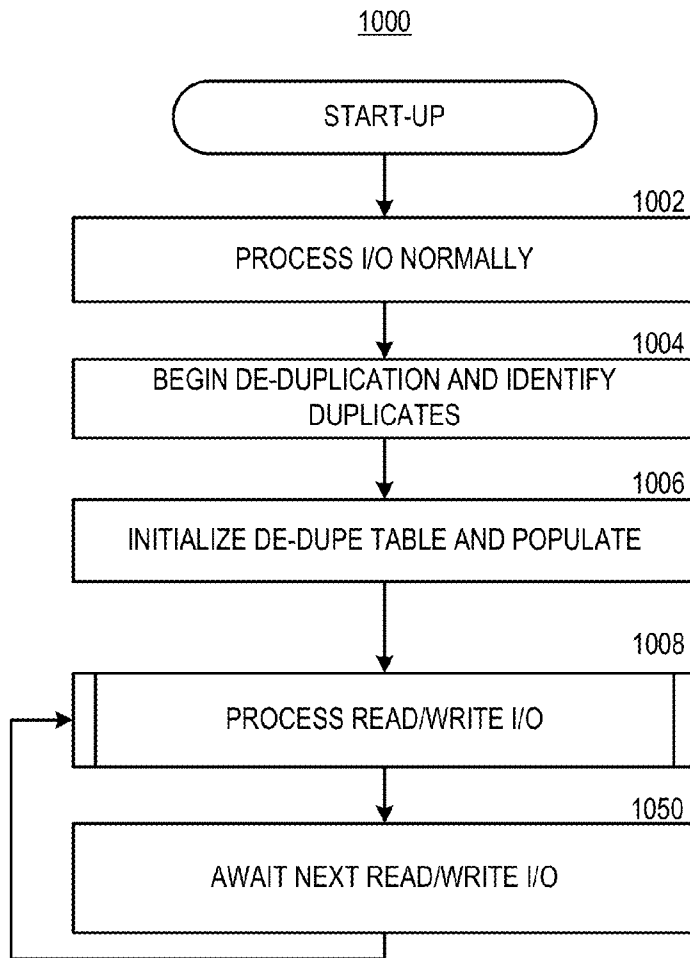 1000
START-UP
1002
PROCESS I/O NORMALLY
1004
BEGIN DE-DUPLICATION AND IDENTIFY
DUPLICATES
1006
INITIALIZE DE-DUPE TABLE AND POPULATE
1008
PROCESS READ/WRITE I/O
1050
AWAIT NEXT READ/WRITE I/O